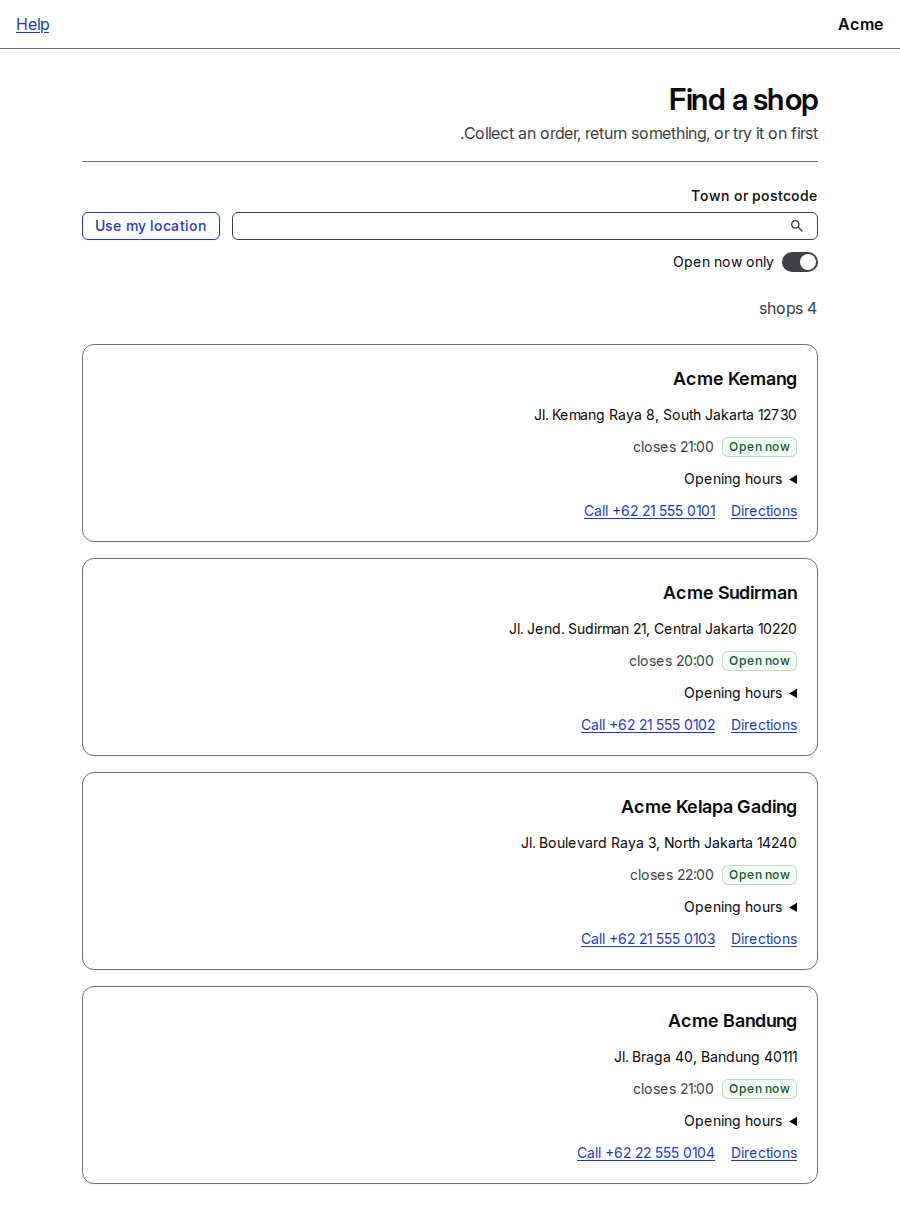 Acme
Help
Find a shop
.Collect an order, return something, or try it on first
Town or postcode
Use my location
Open now only
shops 4
Acme Kemang
Jl. Kemang Raya 8, South Jakarta 12730
Open now closes 21:00
Opening hours
Directions Call +62 21 555 0101
Acme Sudirman
Jl. Jend. Sudirman 21, Central Jakarta 10220
Open now closes 20:00
Opening hours
Directions Call +62 21 555 0102
Acme Kelapa Gading
Jl. Boulevard Raya 3, North Jakarta 14240
Open now closes 22:00
Opening hours
Directions Call +62 21 555 0103
Acme Bandung
Jl. Braga 40, Bandung 40111
Open now closes 21:00
Opening hours
Directions Call +62 22 555 0104